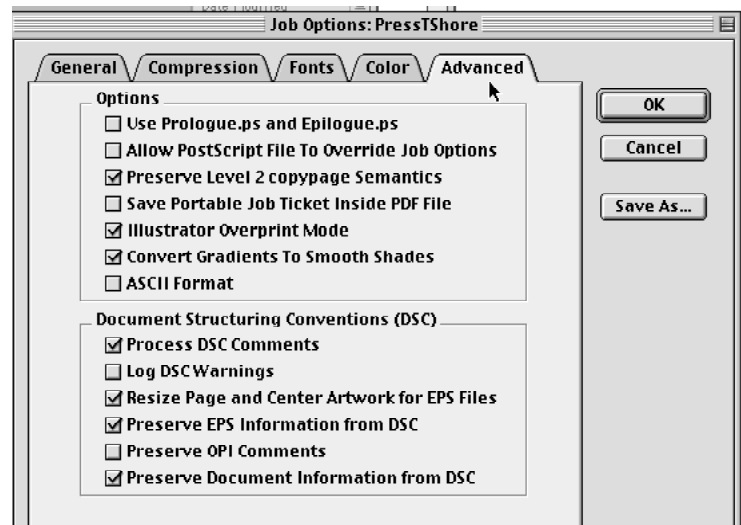 Date Modified
Job Options: PressTShore
General Compression Fonts Color Advanced
Options
Use Prologue.ps and Epilogue.ps
Allow PostScript File To Override Job Options
Preserve Level 2 copypage Semantics
Save Portable Job Ticket Inside PDF File
Illustrator Overprint Mode
Convert Gradients To Smooth Shades
ASCII Format
Document Structuring Conventions (DSC)
Process DSC Comments
Log DSC Warnings
Resize Page and Center Artwork for EPS Files
Preserve EPS Information from DSC
Preserve OPI Comments
Preserve Document Information from DSC
OK
Cancel
Save As...